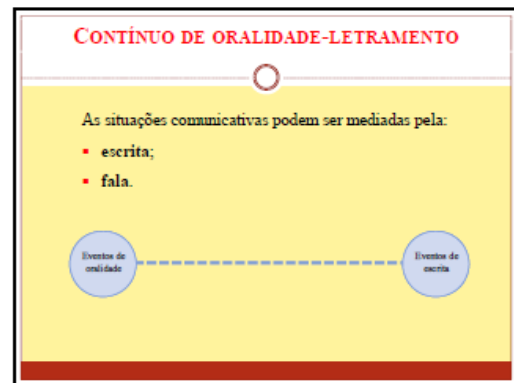 CONTÍNUO DE ORALIDADE-LETRAMENTO
As situações comunicativas podem ser mediadas pela:
▪ escrita;
▪ fala.
Eventos de
oralidade
Eventos de
escrita